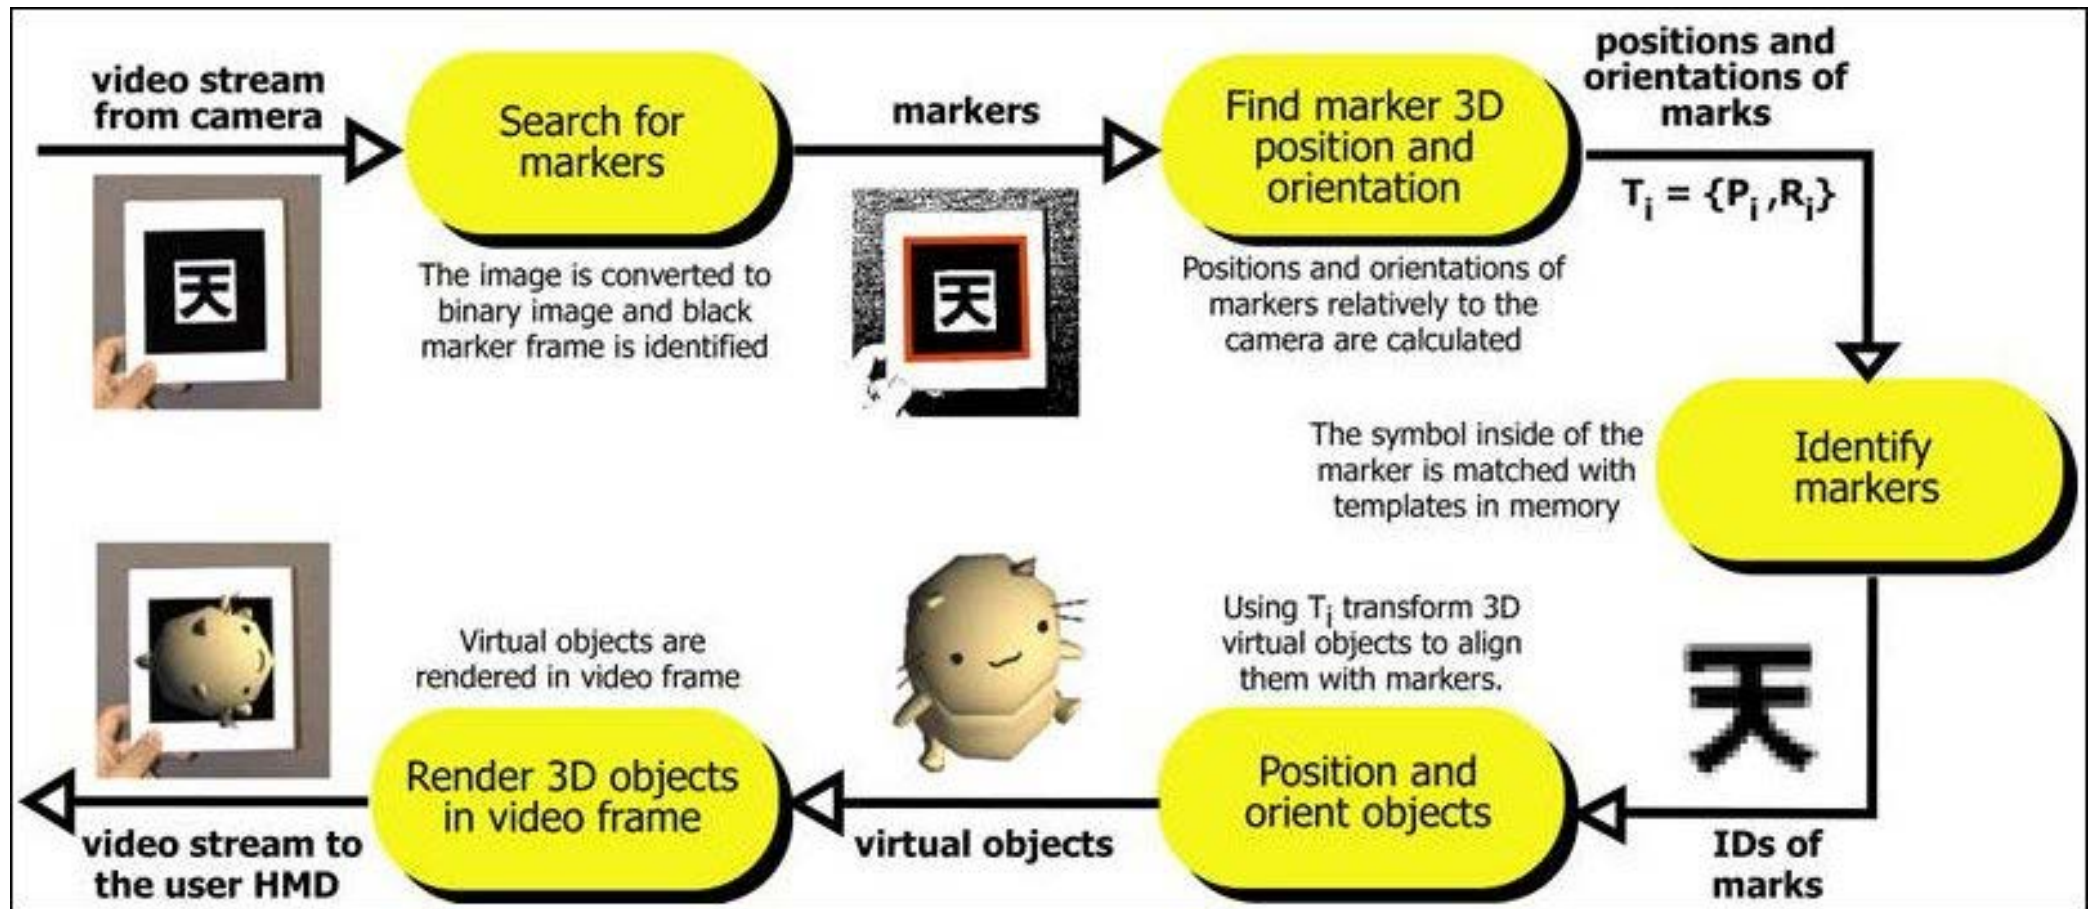 video stream
from camera
天
Search for
markers
The image is converted to
binary image and black
marker frame is identified
markers
天
Find marker 3D
position and
orientation
Positions and orientations of
markers relatively to the
camera are calculated
positions and
orientations of
marks
Ti = {Pi ,Ri}
Identify
markers
The symbol inside of the
marker is matched with
templates in memory
天
IDs of
marks
Using Ti transform 3D
virtual objects to align
them with markers.
Position and
orient objects
virtual objects
Virtual objects are
rendered in video frame
Render 3D objects
in video frame
video stream to
the user HMD